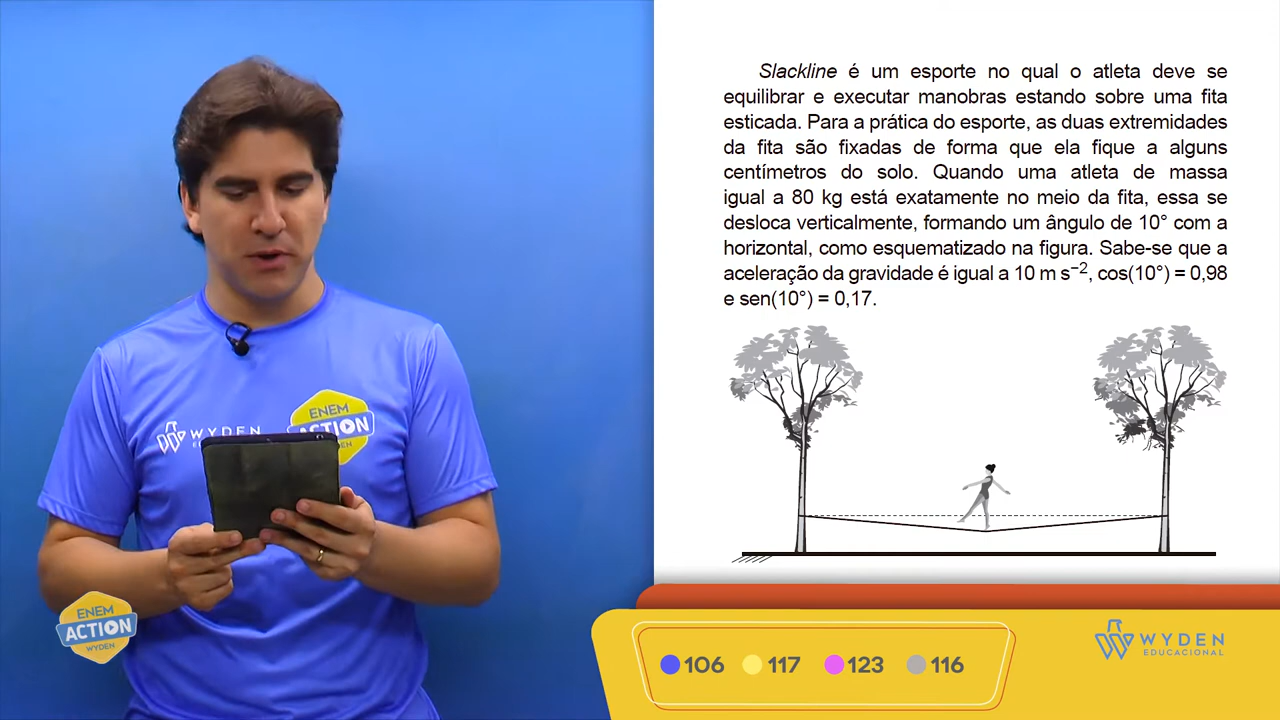 Slackline é um esporte no qual o atleta deve se
equilibrar e executar manobras estando sobre uma fita
esticada. Para a prática do esporte, as duas extremidades
da fita são fixadas de forma que ela fique a alguns
centímetros do solo. Quando uma atleta de massa
igual a 80 kg está exatamente no meio da fita, essa se
desloca verticalmente, formando um ângulo de 10° com a
horizontal, como esquematizado na figura. Sabe-se que a
aceleração da gravidade é igual a 10 m s⁻², cos(10°) = 0,98
e sen(10°) = 0,17.
ENEM
ACTION
WYDEN
ENEM
ACTION
WYDEN
106 117 123 116
WYDEN
EDUCACIONAL